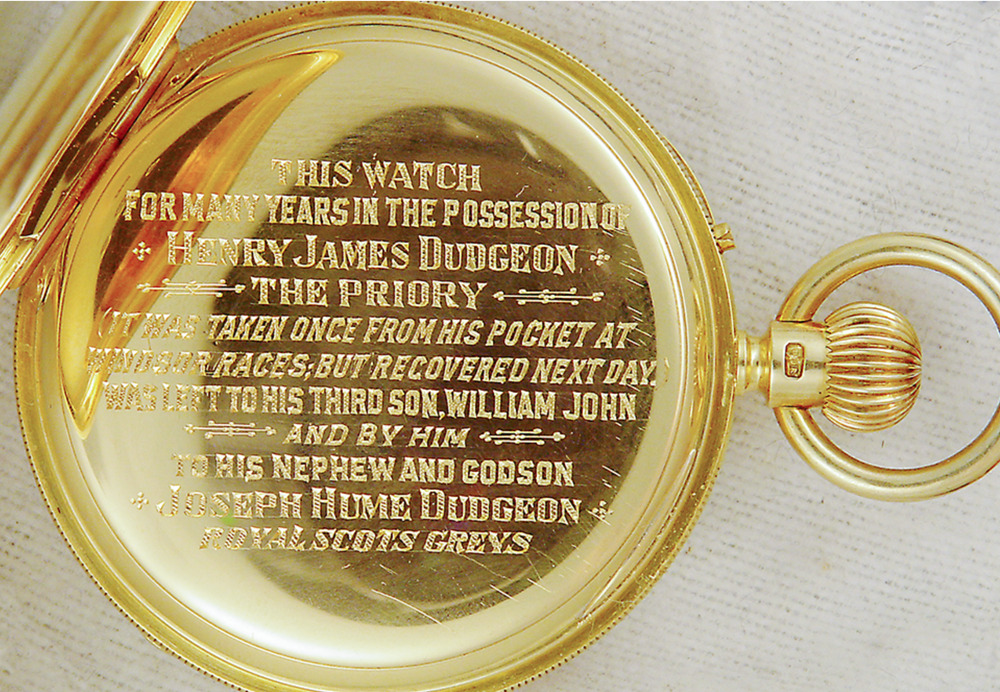 THIS WATCH
FOR MANY YEARS IN THE POSSESSION OF
HENRY JAMES DUDGEON
THE PRIORY
(IT WAS TAKEN ONCE FROM HIS POCKET AT
WINDSOR RACES; BUT RECOVERED NEXT DAY.)
WAS LEFT TO HIS THIRD SON, WILLIAM JOHN
AND BY HIM
TO HIS NEPHEW AND GODSON
JOSEPH HUME DUDGEON
ROYAL SCOTS GREYS